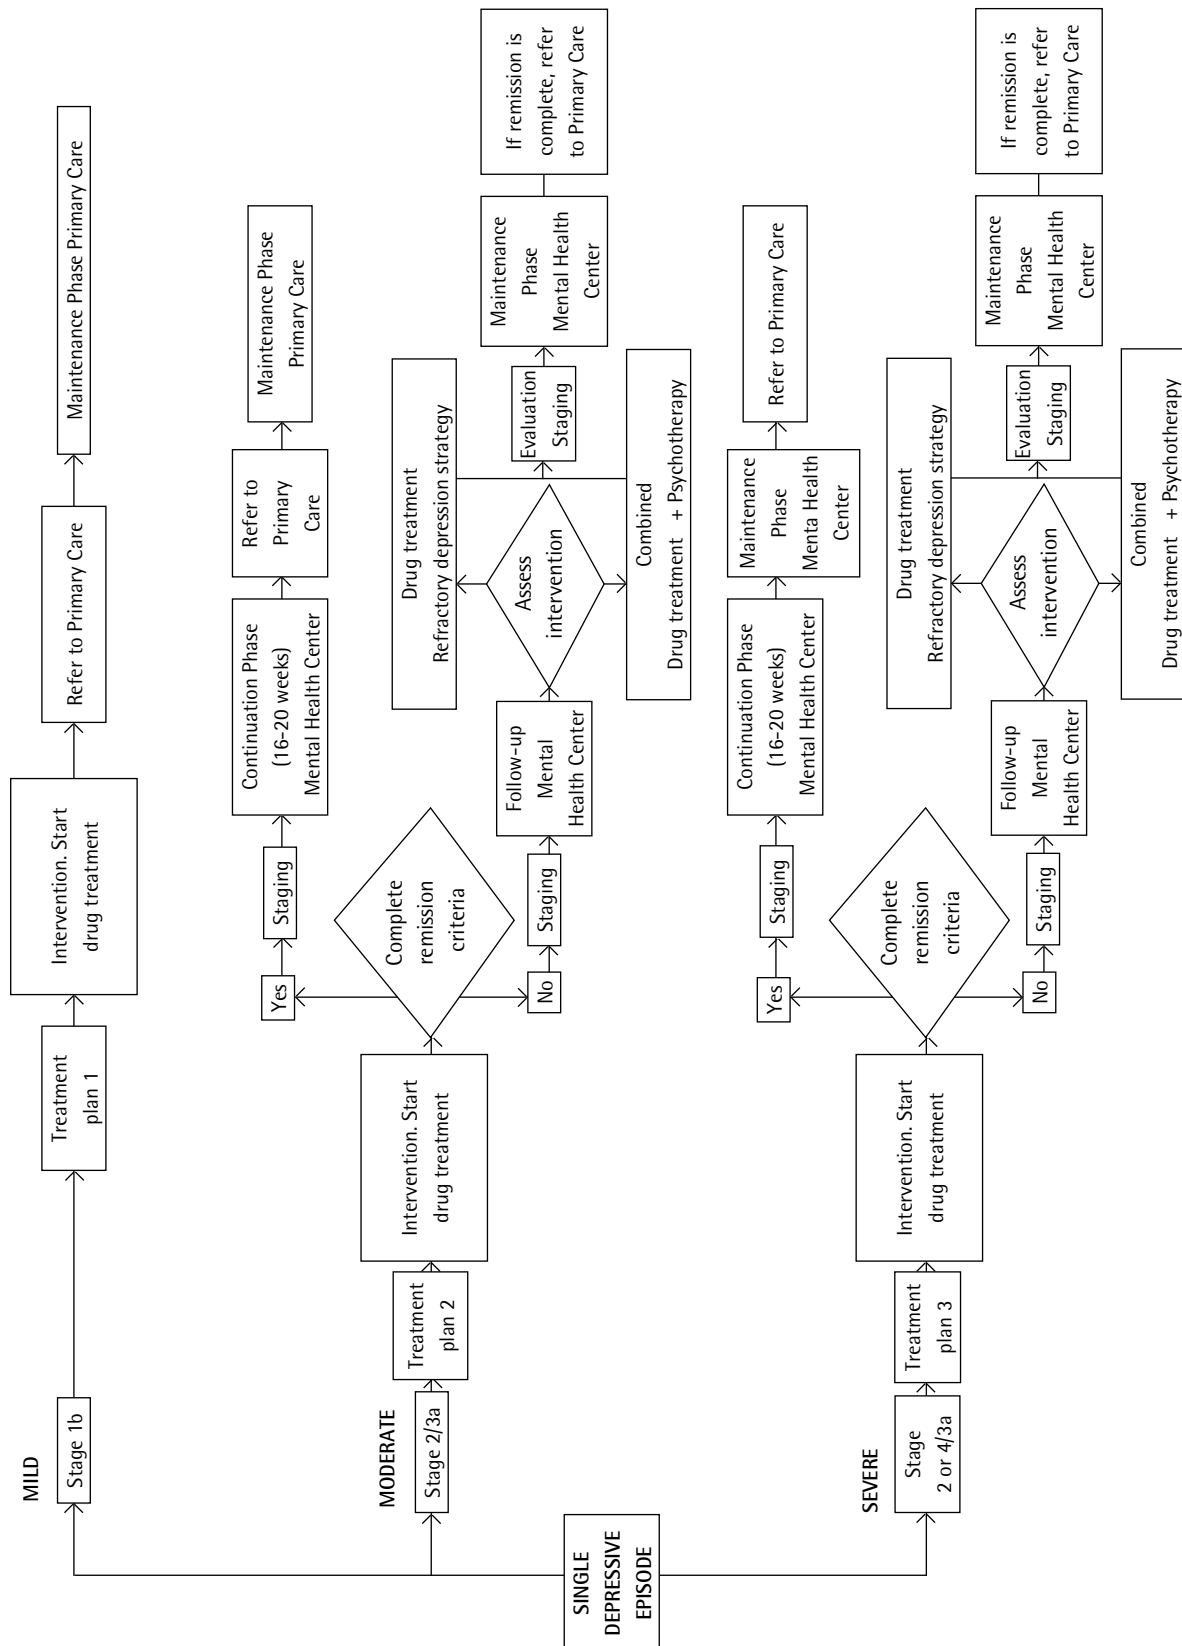 SINGLE
DEPRESSIVE
EPISODE
MILD
Stage 1b
Treatment
plan 1
Intervention. Start
drug treatment
Refer to Primary Care
Maintenance Phase Primary Care
MODERATE
Stage 2/3a
Treatment
plan 2
Intervention. Start
drug treatment
Complete
remission
criteria
Yes
Staging
Continuation Phase
(16-20 weeks)
Mental Health Center
Refer to
Primary
Care
Maintenance Phase
Primary Care
No
Staging
Follow-up
Mental
Health Center
Assess
intervention
Drug treatment
Refractory depression strategy
Combined
Drug treatment + Psychotherapy
Evaluation
Staging
Maintenance
Phase
Mental Health
Center
If remission is
complete, refer
to Primary Care
SEVERE
Stage
2 or 4/3a
Treatment
plan 3
Intervention. Start
drug treatment
Complete
remission
criteria
Yes
Staging
Continuation Phase
(16-20 weeks)
Mental Health Center
Maintenance
Phase
Menta Health
Center
Refer to Primary Care
No
Staging
Follow-up
Mental
Health Center
Assess
intervention
Drug treatment
Refractory depression strategy
Combined
Drug treatment + Psychotherapy
Evaluation
Staging
Maintenance
Phase
Mental Health
Center
If remission is
complete, refer
to Primary Care